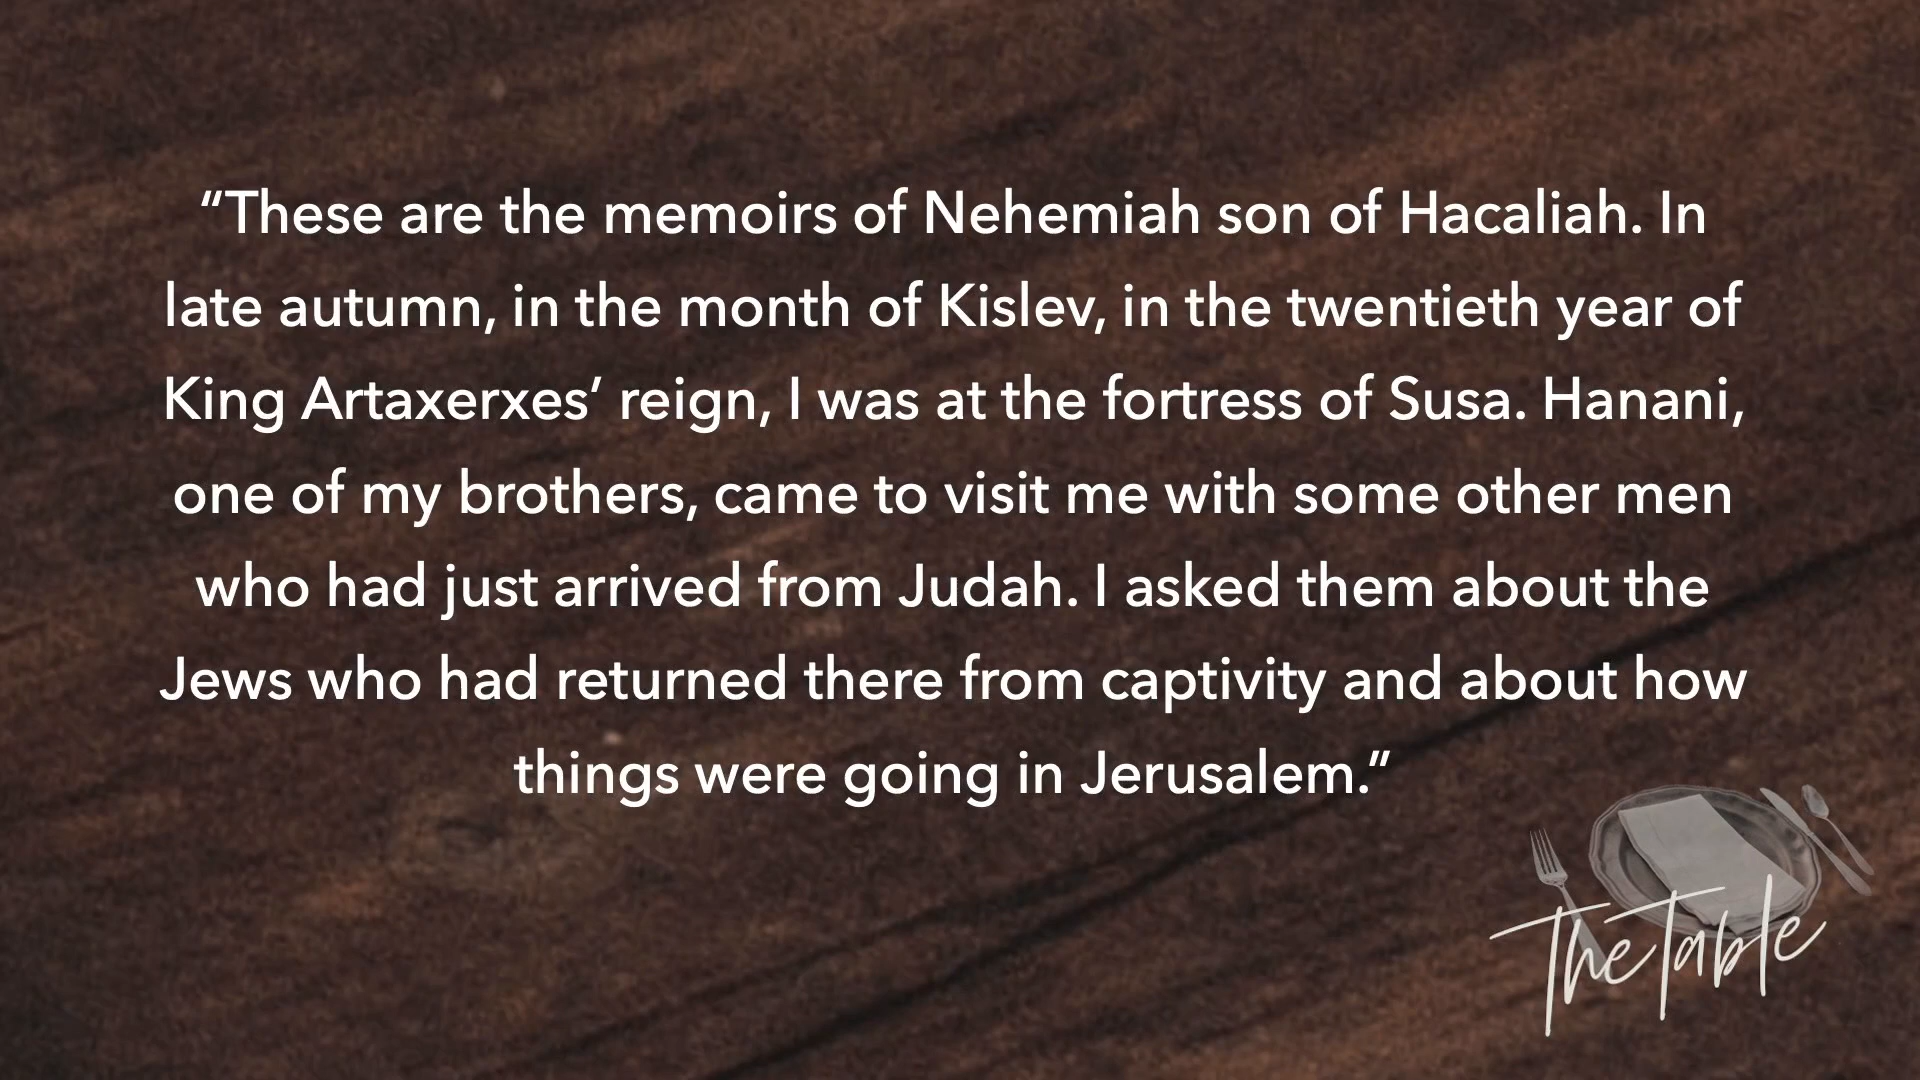 “These are the memoirs of Nehemiah son of Hacaliah. In
late autumn, in the month of Kislev, in the twentieth year of
King Artaxerxes’ reign, I was at the fortress of Susa. Hanani,
one of my brothers, came to visit me with some other men
who had just arrived from Judah. I asked them about the
Jews who had returned there from captivity and about how
things were going in Jerusalem.”
The Table